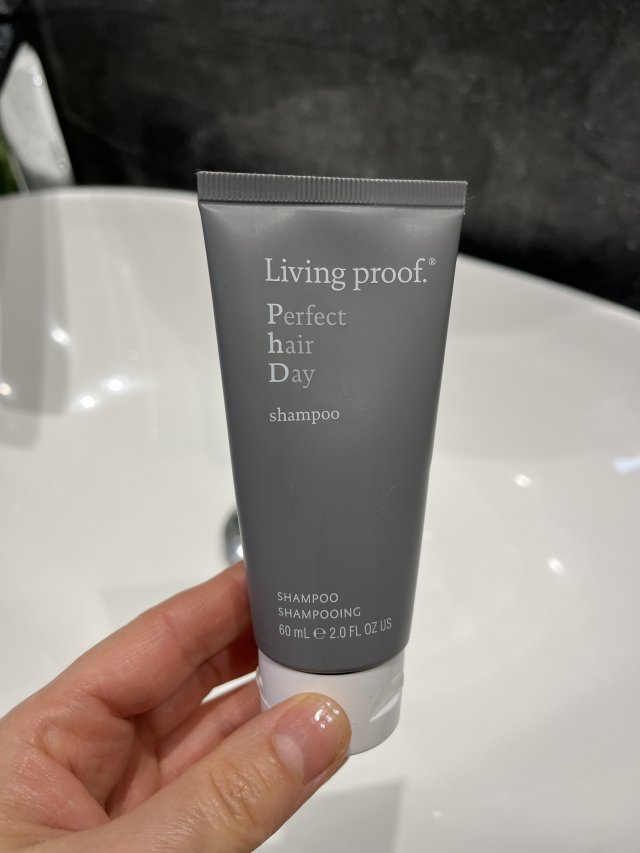 Living proof.®
Perfect
hair
Day
shampoo
SHAMPOO
SHAMPOOING
60 mL ℮ 2.0 FL OZ US